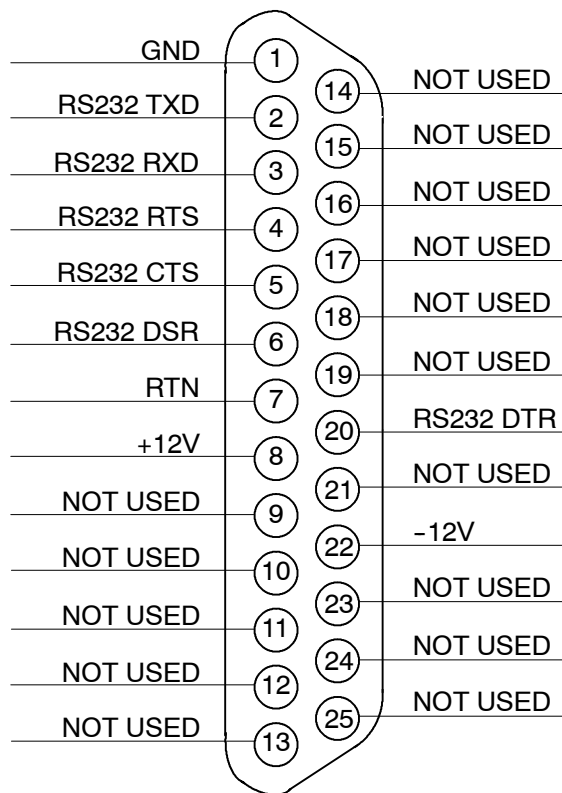 GND 1
RS232 TXD 2
RS232 RXD 3
RS232 RTS 4
RS232 CTS 5
RS232 DSR 6
RTN 7
+12V 8
NOT USED 9
NOT USED 10
NOT USED 11
NOT USED 12
NOT USED 13
14 NOT USED
15 NOT USED
16 NOT USED
17 NOT USED
18 NOT USED
19 NOT USED
20 RS232 DTR
21 NOT USED
22 −12V
23 NOT USED
24 NOT USED
25 NOT USED